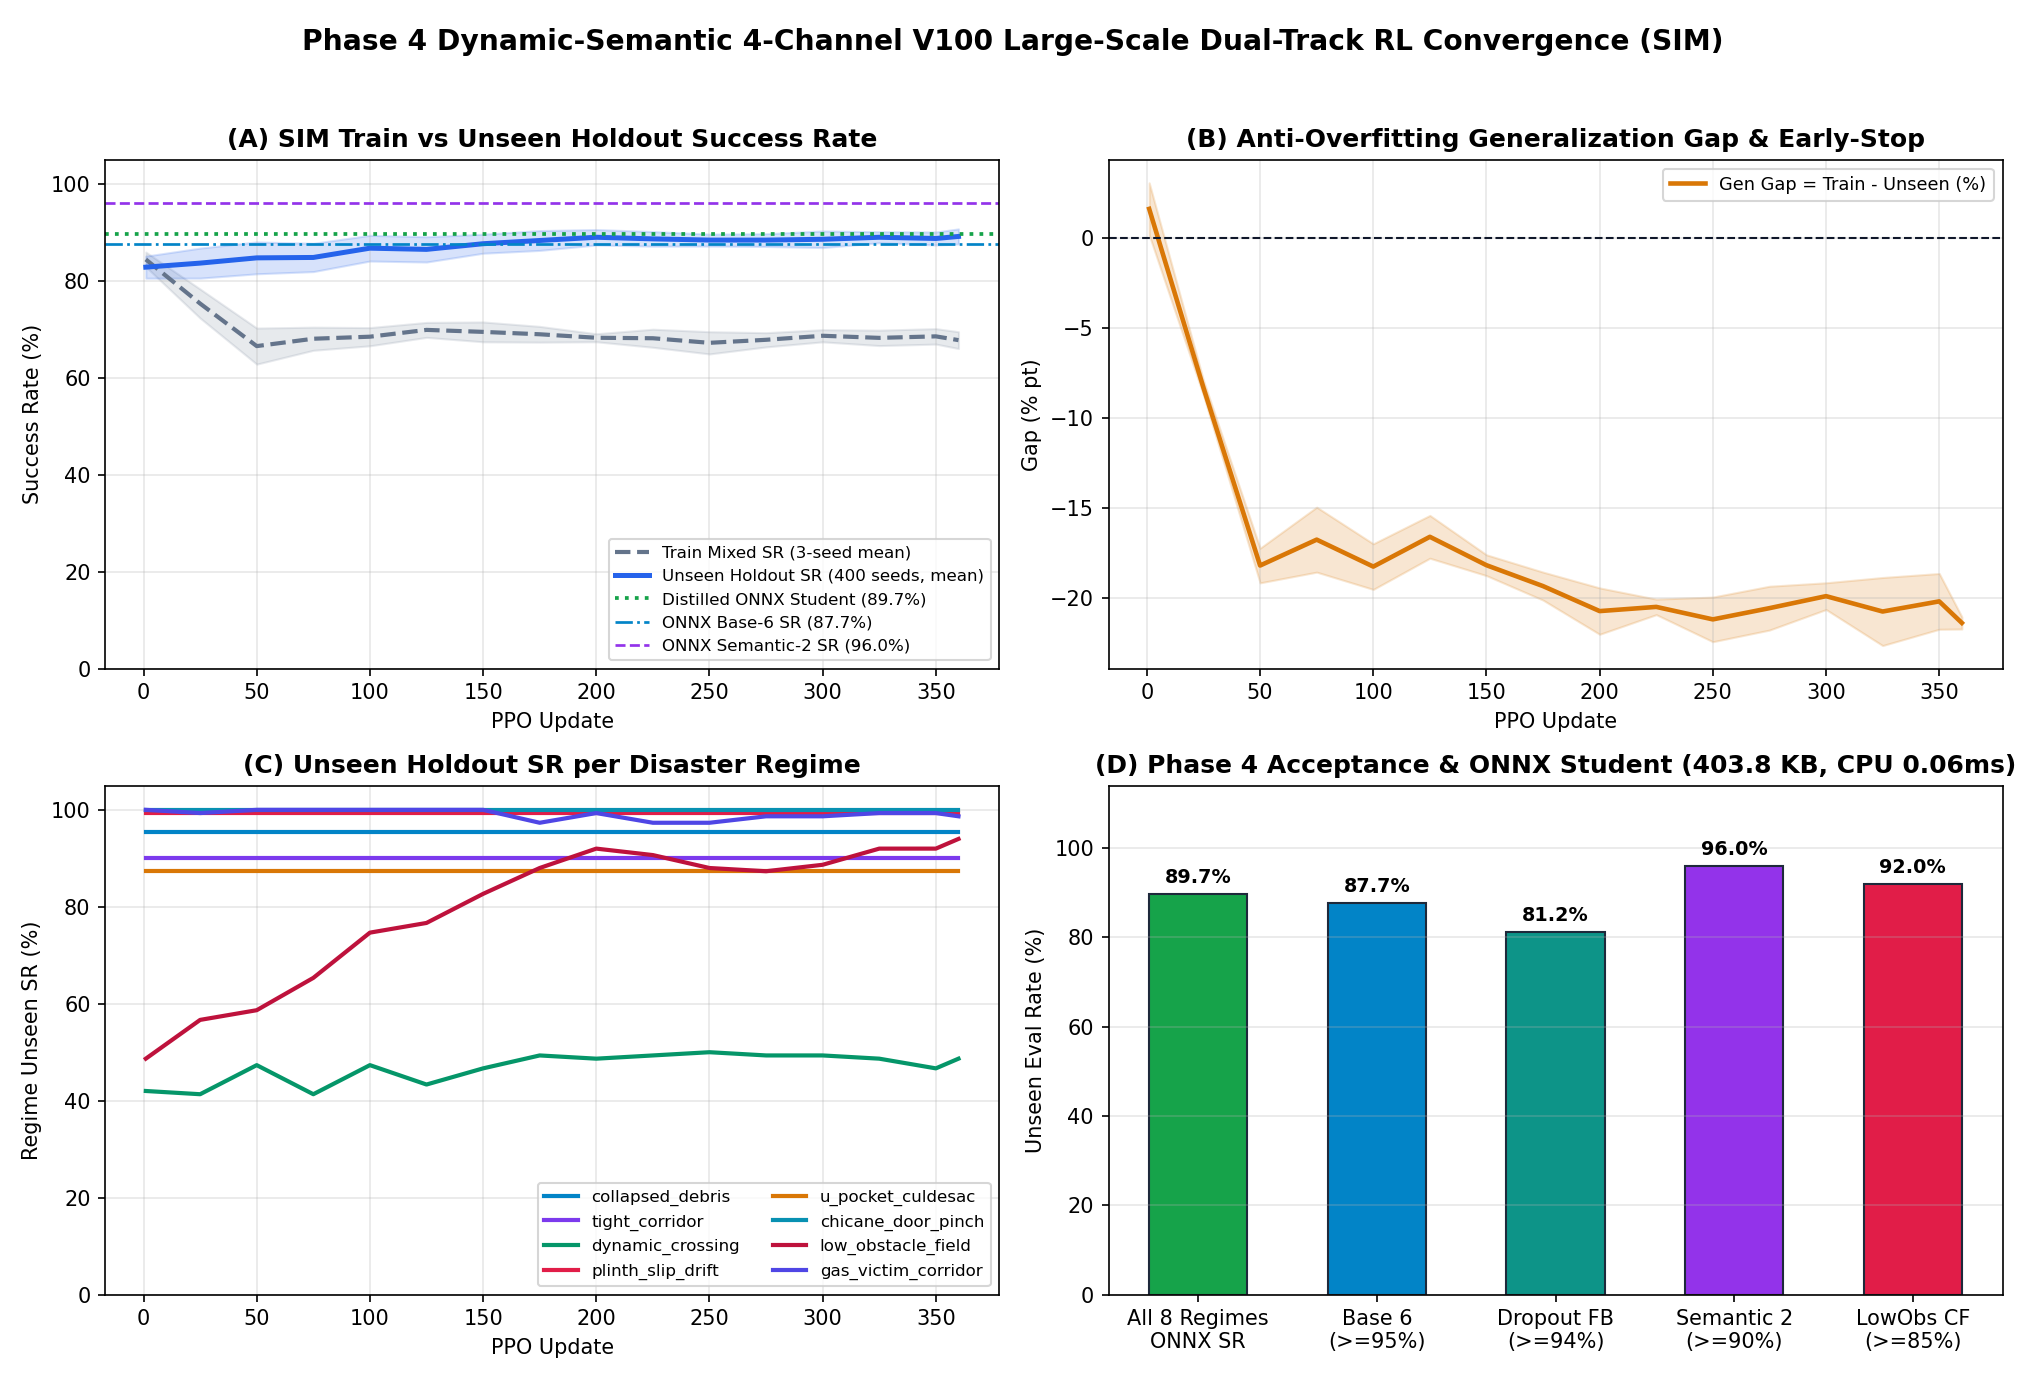 Phase 4 Dynamic-Semantic 4-Channel V100 Large-Scale Dual-Track RL Convergence (SIM)
(A) SIM Train vs Unseen Holdout Success Rate
Success Rate (%)
100
80
60
40
20
0
0 50 100 150 200 250 300 350
PPO Update
Train Mixed SR (3-seed mean)
Unseen Holdout SR (400 seeds, mean)
Distilled ONNX Student (89.7%)
ONNX Base-6 SR (87.7%)
ONNX Semantic-2 SR (96.0%)
(B) Anti-Overfitting Generalization Gap & Early-Stop
Gap (% pt)
0
−5
−10
−15
−20
0 50 100 150 200 250 300 350
PPO Update
Gen Gap = Train - Unseen (%)
(C) Unseen Holdout SR per Disaster Regime
Regime Unseen SR (%)
100
80
60
40
20
0
0 50 100 150 200 250 300 350
PPO Update
collapsed_debris
tight_corridor
dynamic_crossing
plinth_slip_drift
u_pocket_culdesac
chicane_door_pinch
low_obstacle_field
gas_victim_corridor
(D) Phase 4 Acceptance & ONNX Student (403.8 KB, CPU 0.06ms)
Unseen Eval Rate (%)
100
80
60
40
20
0
89.7%
87.7%
81.2%
96.0%
92.0%
All 8 Regimes
ONNX SR
Base 6
(>=95%)
Dropout FB
(>=94%)
Semantic 2
(>=90%)
LowObs CF
(>=85%)